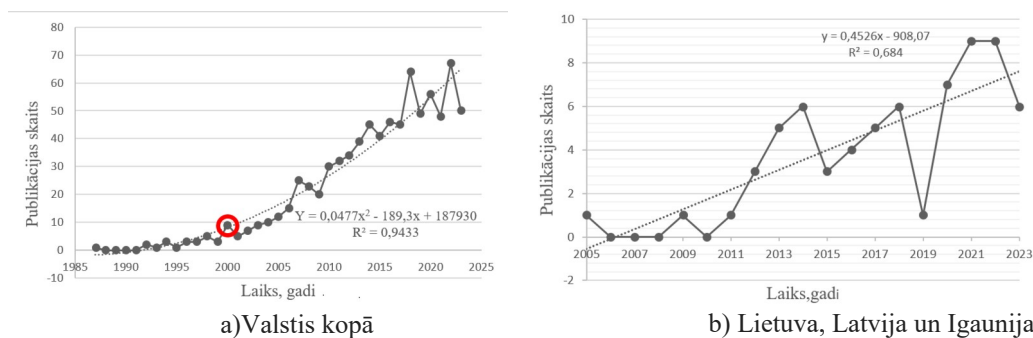 80
70
60
50
40
30
20
10
0
-10
Publikācijas skaits
Y = 0,0477x² - 189,3x + 187930
R² = 0,9433
1985 1990 1995 2000 2005 2010 2015 2020 2025
Laiks, gadi
a)Valstis kopā
10
8
6
4
2
0
-2
Publikācijas skaits
y = 0,4526x - 908,07
R² = 0,684
2005 2007 2009 2011 2013 2015 2017 2019 2021 2023
Laiks,gadi
b) Lietuva, Latvija un Igaunija